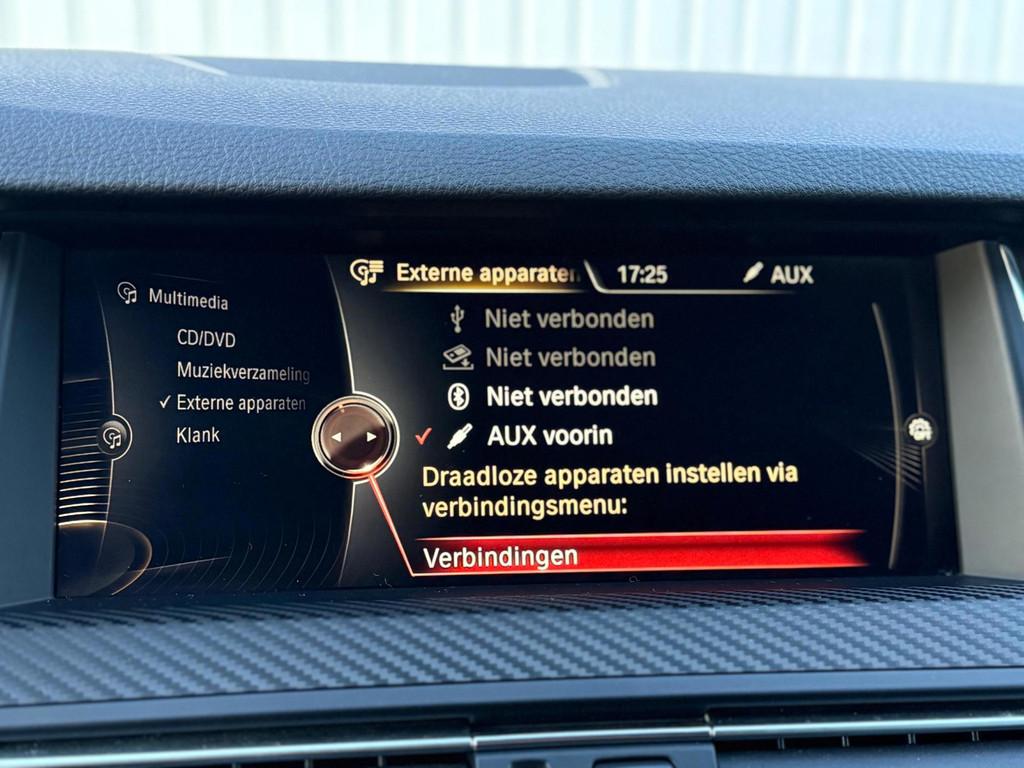 Multimedia
CD/DVD
Muziekverzameling
Externe apparaten
Klank
Externe apparaten
17:25
AUX
Niet verbonden
Niet verbonden
Niet verbonden
AUX voorin
Draadloze apparaten instellen via
verbindingsmenu:
Verbindingen